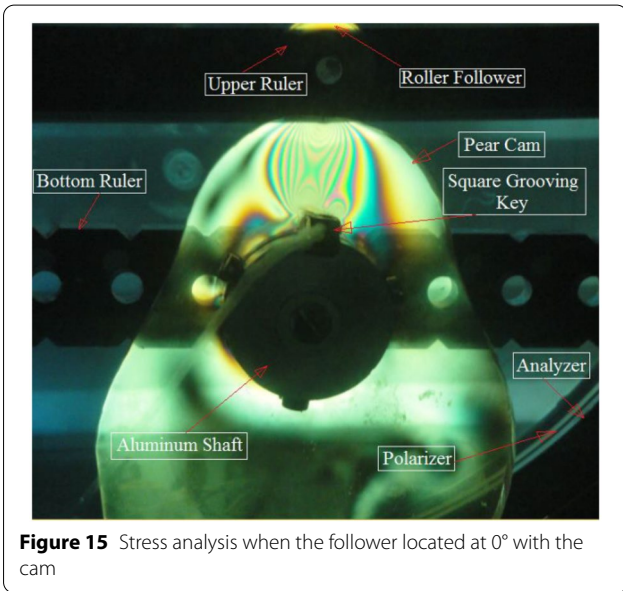 Upper Ruler
Roller Follower
Pear Cam
Bottom Ruler
Square Grooving
Key
Analyzer
Aluminum Shaft
Polarizer
Figure 15 Stress analysis when the follower located at 0° with the
cam